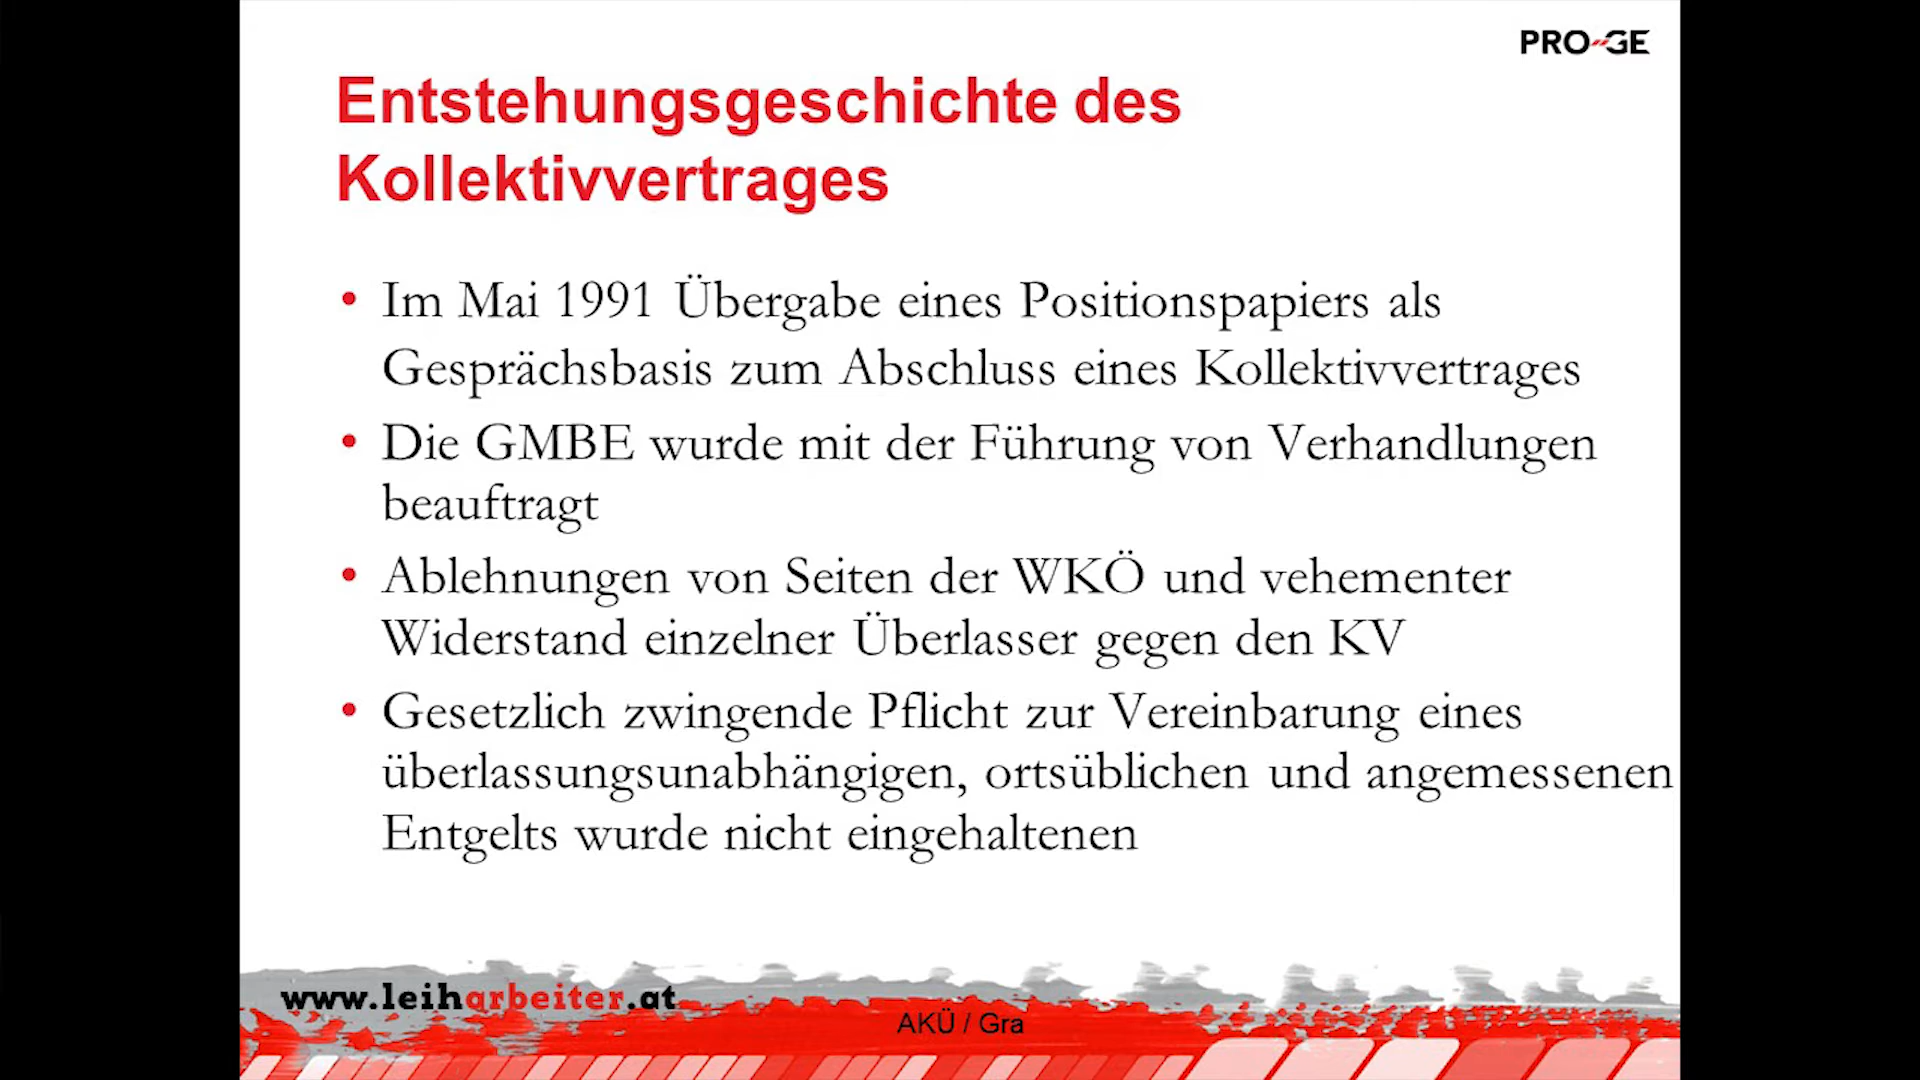 PRO-GE
Entstehungsgeschichte des
Kollektivvertrages
• Im Mai 1991 Übergabe eines Positionspapiers als
Gesprächsbasis zum Abschluss eines Kollektivvertrages
• Die GMBE wurde mit der Führung von Verhandlungen
beauftragt
• Ablehnungen von Seiten der WKÖ und vehementer
Widerstand einzelner Überlasser gegen den KV
• Gesetzlich zwingende Pflicht zur Vereinbarung eines
überlassungsunabhängigen, ortsüblichen und angemessenen
Entgelts wurde nicht eingehaltenen
www.leiharbeiter.at
AKÜ / Gra